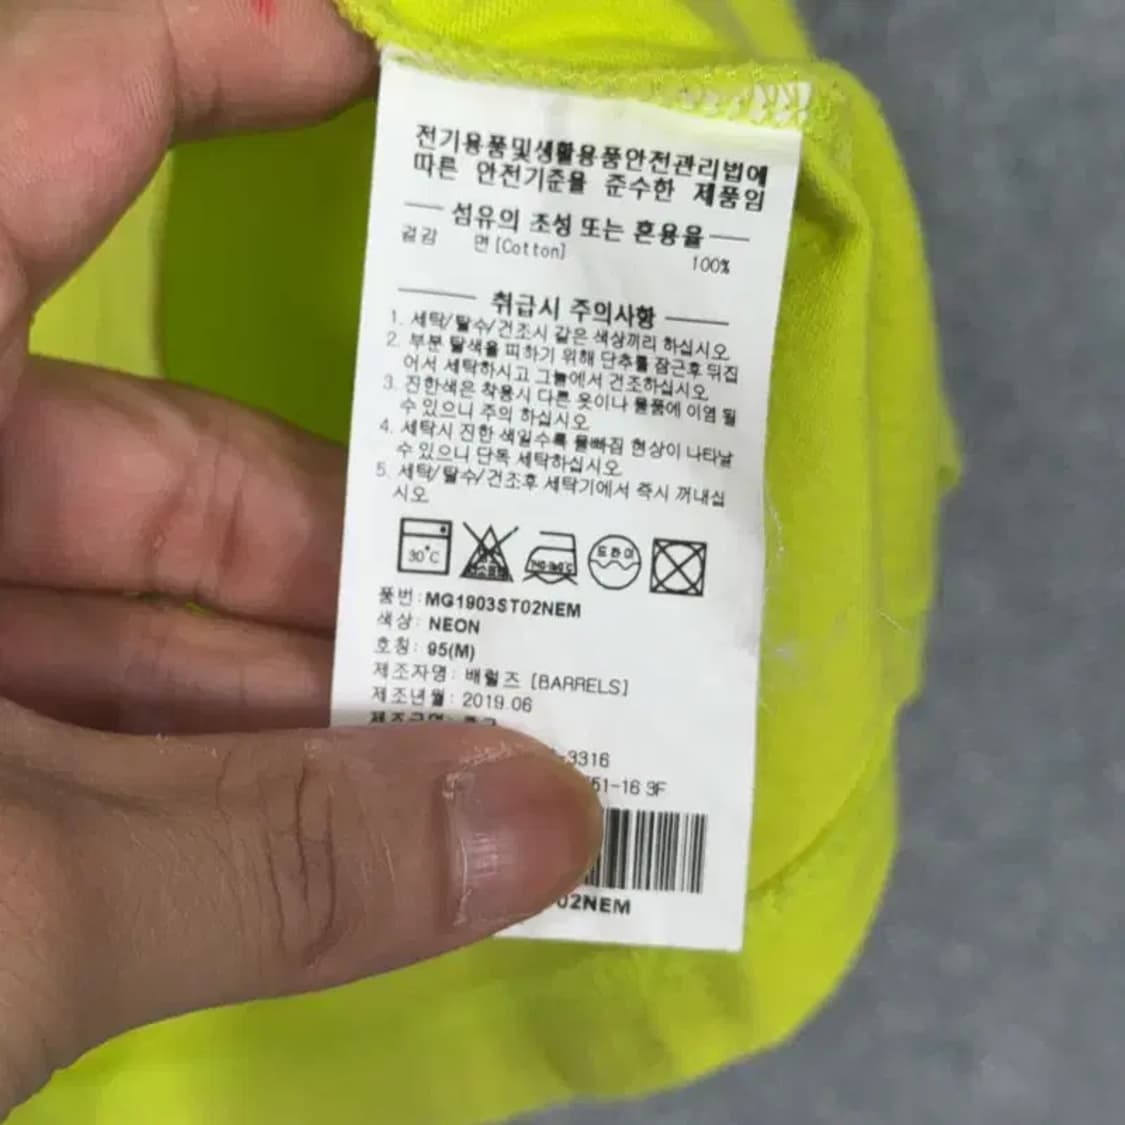 전기용품및생활용품안전관리법에
따른 안전기준을 준수한 제품임
섬유의 조성 또는 혼용율
겉감 면 [Cotton] 100%
취급시 주의사항
1. 세탁/탈수/건조시 같은 색상끼리 하십시오
2. 부분 탈색을 피하기 위해 단추를 잠근후 뒤집
어서 세탁하시고 그늘에서 건조하십시오
3. 진한색은 착용시 다른 옷이나 물품에 이염 될
수 있으니 주의 하십시오
4. 세탁시 진한 색일수록 물빠짐 현상이 나타날
수 있으니 단독 세탁하십시오
5. 세탁/탈수/건조후 세탁기에서 즉시 꺼내십
시오
30°C 드라이
품번: MG1903ST02NEM
색상: NEON
호칭: 95(M)
제조자명: 배럴즈 [BARRELS]
제조년월: 2019.06
-3316
51-16 3F
02NEM